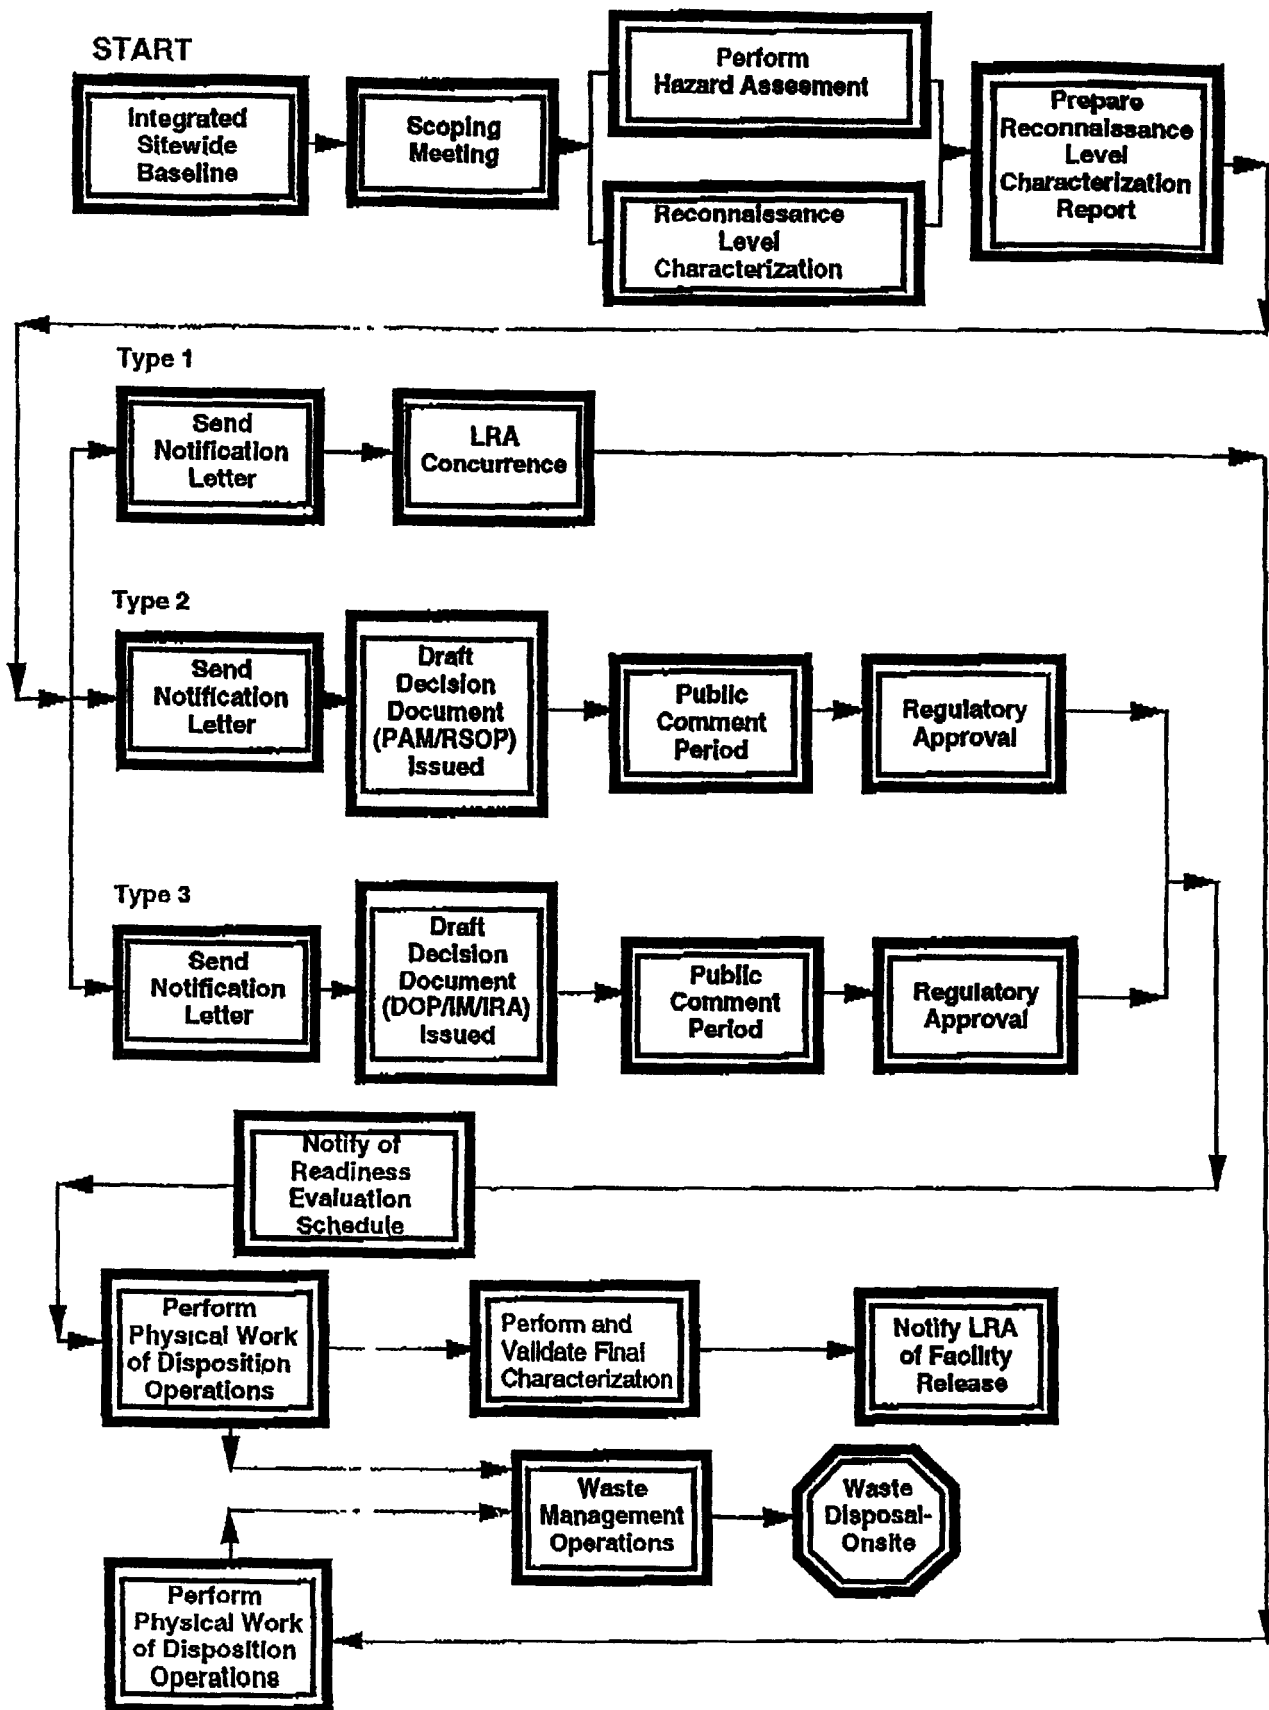 START
Integrated
Sitewide
Baseline
Scoping
Meeting
Perform
Hazard Assesment
Reconnaissance
Level
Characterization
Prepare
Reconnaissance
Level
Characterization
Report
Type 1
Send
Notification
Letter
LRA
Concurrence
Type 2
Send
Notification
Letter
Draft
Decision
Document
(PAM/RSOP)
Issued
Public
Comment
Period
Regulatory
Approval
Type 3
Send
Notification
Letter
Draft
Decision
Document
(DOP/IM/IRA)
Issued
Public
Comment
Period
Regulatory
Approval
Notify of
Readiness
Evaluation
Schedule
Perform
Physical Work
of Disposition
Operations
Perform and
Validate Final
Characterization
Notify LRA
of Facility
Release
Waste
Management
Operations
Waste
Disposal-
Onsite
Perform
Physical Work
of Disposition
Operations